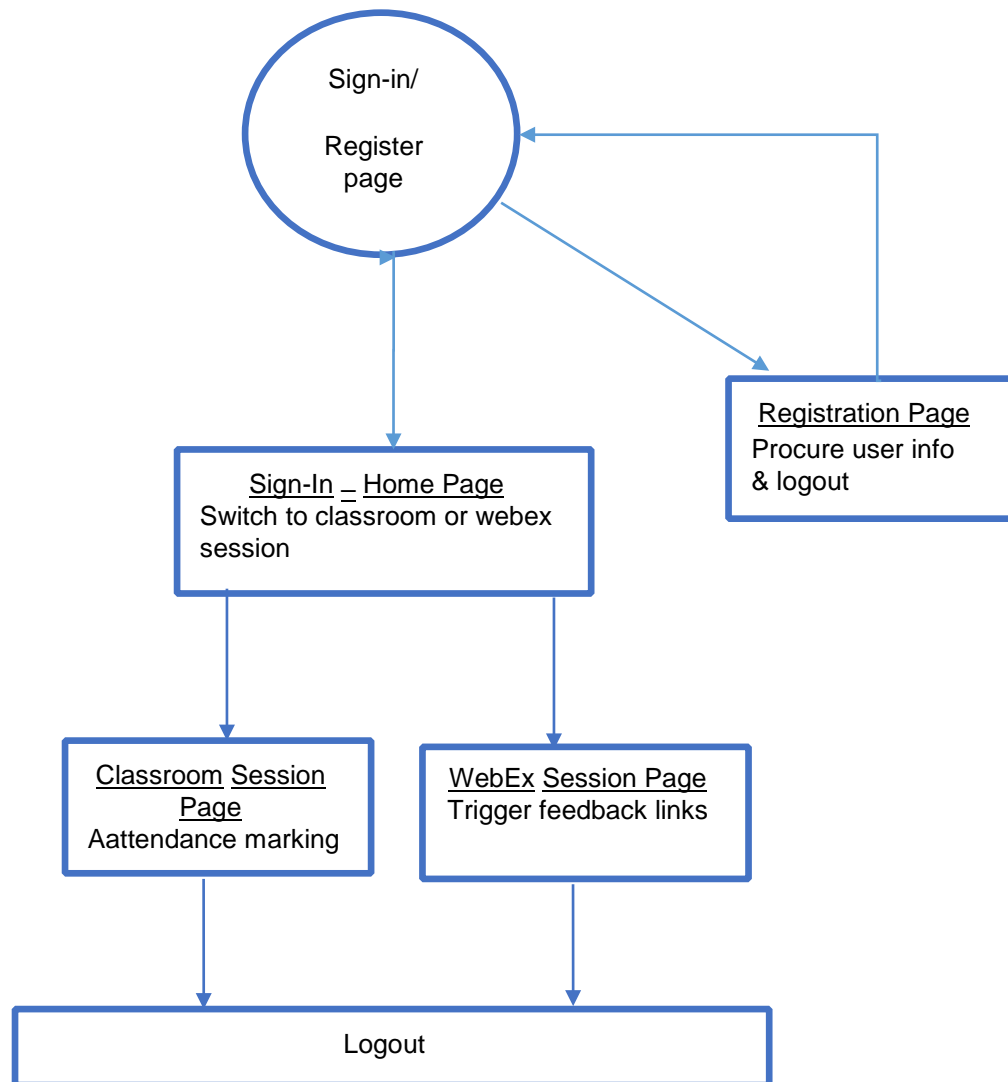 Sign-in/
Register
page
Registration Page
Procure user info
& logout
Sign-In – Home Page
Switch to classroom or webex
session
Classroom Session
Page
Aattendance marking
WebEx Session Page
Trigger feedback links
Logout